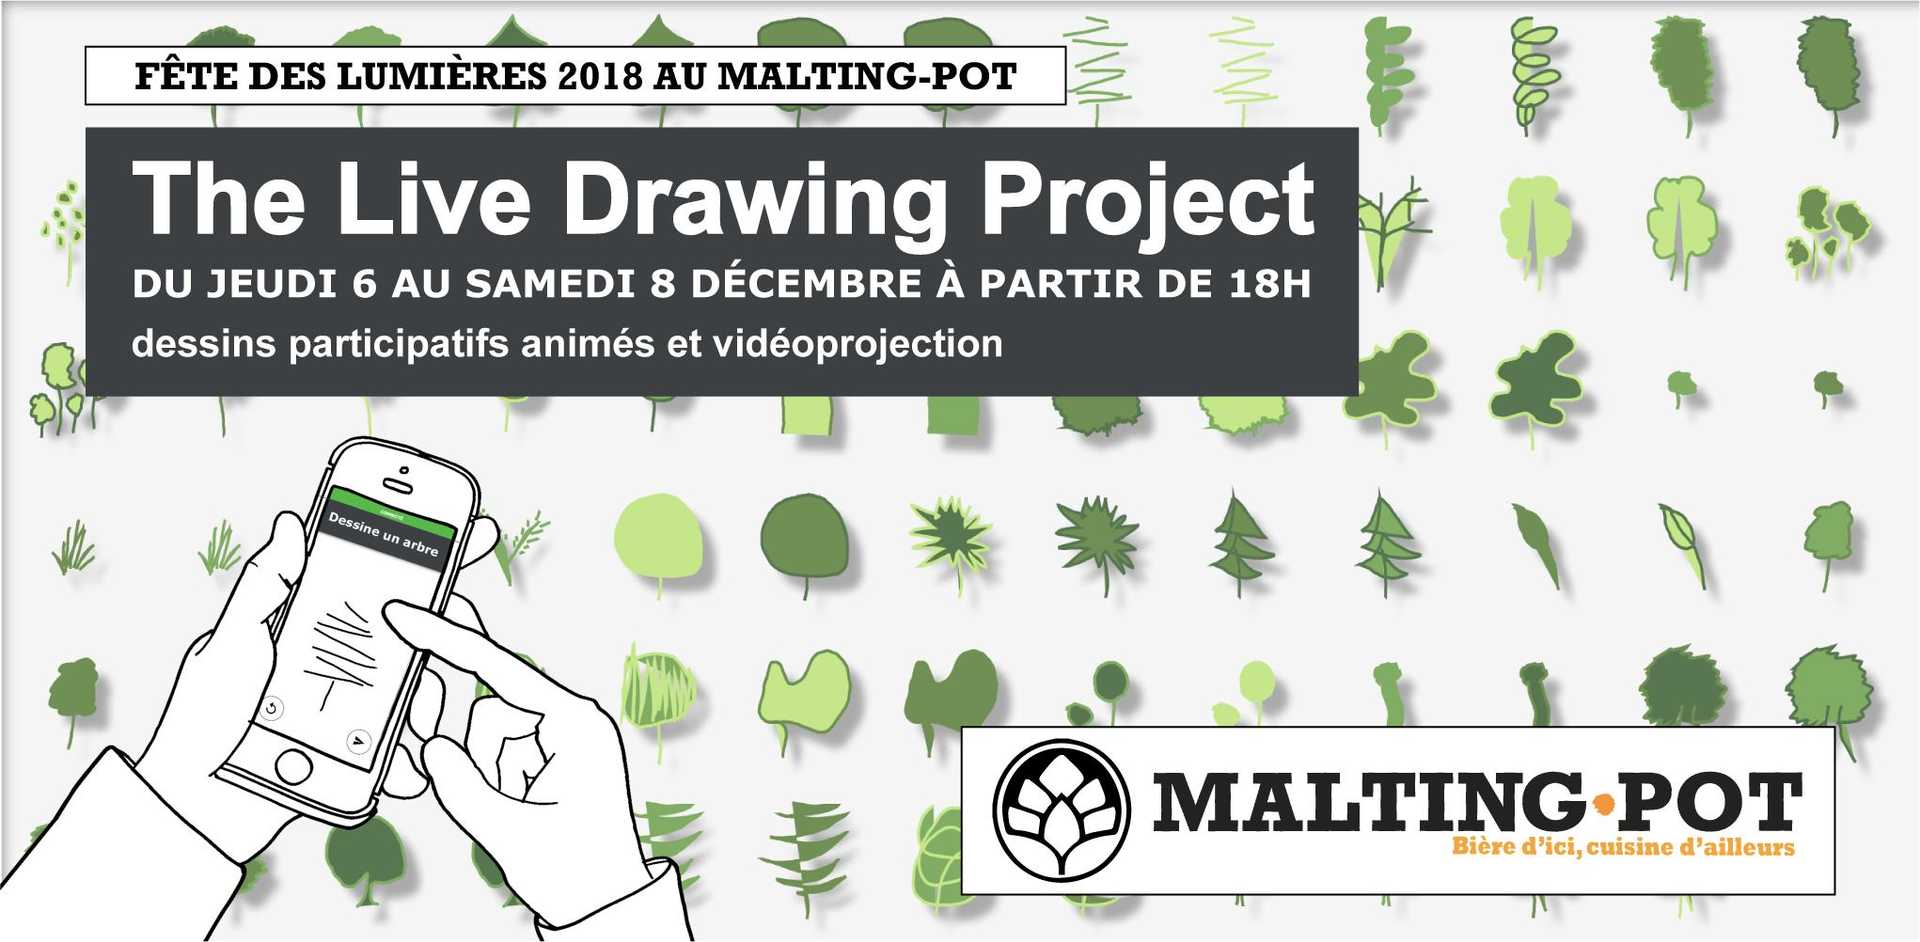 FÊTE DES LUMIÈRES 2018 AU MALTING-POT
The Live Drawing Project
DU JEUDI 6 AU SAMEDI 8 DÉCEMBRE À PARTIR DE 18H
dessins participatifs animés et vidéoprojection
Dessine un arbre
MALTING·POT
Bière d'ici, cuisine d'ailleurs